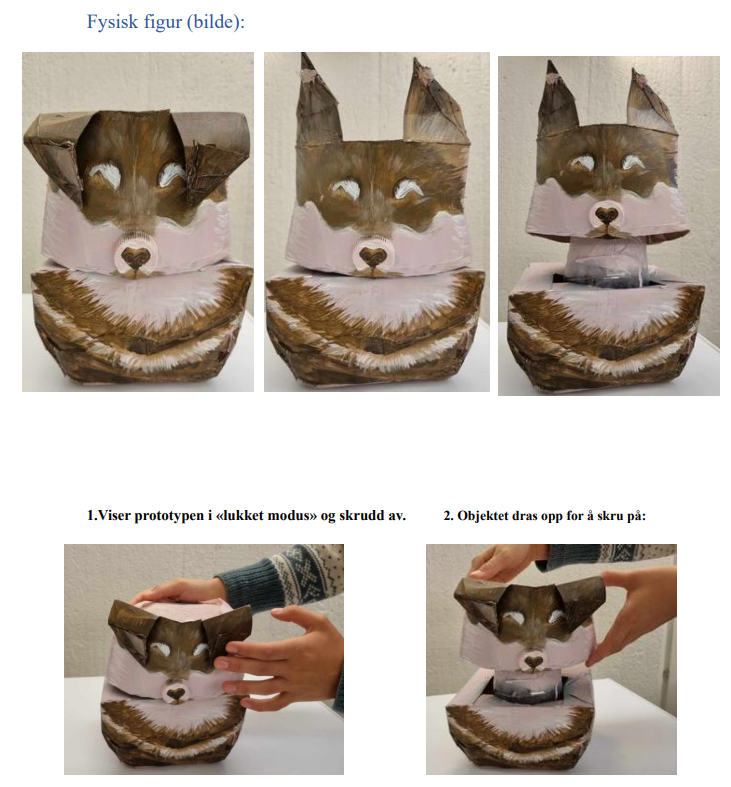 Fysisk figur (bilde):
1.Viser prototypen i «lukket modus» og skrudd av.
2. Objektet dras opp for å skru på: